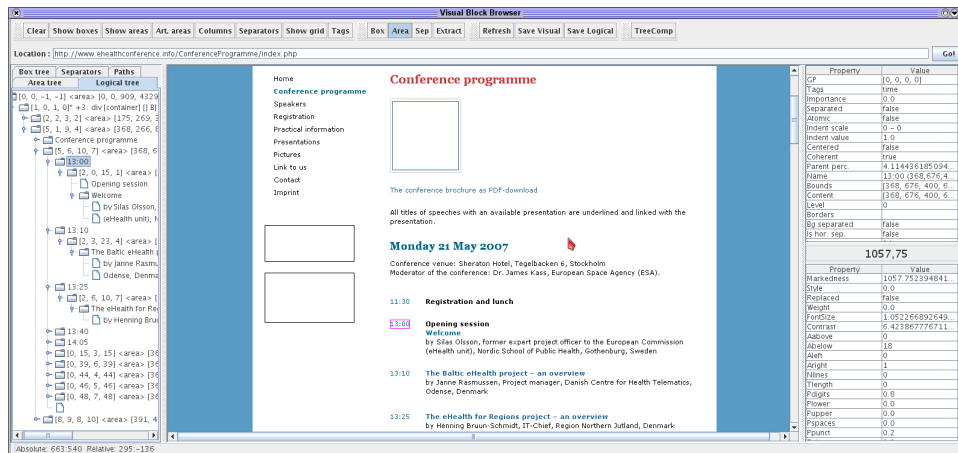 Visual Block Browser
Clear Show boxes Show areas Art. areas Columns Separators Show grid Tags Box Area Sep Extract Refresh Save Visual Save Logical TreeComp
Location : http://www.ehealthconference.info/ConferenceProgramme/index.php Go!
Box tree Separators Paths
Area tree Logical tree
[0, 0, -1, -1] <area> [0, 0, 909, 4329
[1, 0, 1, 0]* +3: div [container] [] B[
[2, 2, 3, 2] <area> [175, 269, 3
[5, 1, 9, 4] <area> [368, 266, 8
Conference programme
[5, 6, 10, 7] <area> [368, 6
13:00
[2, 0, 15, 1] <area> [
Opening session
Welcome
by Silas Olsson,
(eHealth unit), N
13:10
[2, 3, 23, 4] <area> [
The Baltic eHealth p
by Janne Rasmu
Odense, Denma
13:25
[2, 6, 10, 7] <area> [
The eHealth for Re
by Henning Bruu
13:40
14:05
[0, 15, 3, 15] <area> [36
[0, 39, 6, 39] <area> [36
[0, 44, 4, 44] <area> [36
[0, 46, 5, 46] <area> [36
[0, 48, 7, 48] <area> [36
[8, 9, 8, 10] <area> [391, 4
Home
Conference programme
Speakers
Registration
Practical information
Presentations
Pictures
Link to us
Contact
Imprint
Conference programme
The conference brochure as PDF-download
All titles of speeches with an available presentation are underlined and linked with the
presentation.
Monday 21 May 2007
Conference venue: Sheraton Hotel, Tegelbacken 6, Stockholm
Moderator of the conference: Dr. James Kass, European Space Agency (ESA).
11:30 Registration and lunch
13:00 Opening session
Welcome
by Silas Olsson, former expert project officer to the European Commission
(eHealth unit), Nordic School of Public Health, Gothenburg, Sweden
13:10 The Baltic eHealth project – an overview
by Janne Rasmussen, Project manager, Danish Centre for Health Telematics,
Odense, Denmark
13:25 The eHealth for Regions project – an overview
by Henning Bruun-Schmidt, IT-Chief, Region Northern Jutland, Denmark
Property Value
GP [0, 0, 0, 0]
Tags time
Importance 0.0
Separated false
Atomic false
Indent scale 0 - 0
Indent value 1.0
Centered false
Coherent true
Parent perc. 4.114436185094...
Name 13:00 (368,676,4...
Bounds [368, 676, 400, 6...
Content [368, 676, 400, 6...
Level 0
Borders
Bg separated false
Is hor. sep. false
1057,75
Property Value
Markedness 1057.752394841...
Style 0.0
Replaced false
Weight 0.0
FontSize 1.052266892649...
Contrast 6.423867776711...
Aabove 0
Abelow 18
Aleft 0
Aright 1
Nlines 0
Tlength 0
Pdigits 0.8
Plower 0.0
Pupper 0.0
Pspaces 0.0
Ppunct 0.2
Absolute: 663:540 Relative: 295:-136